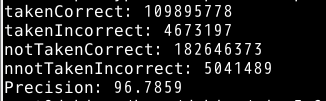 takenCorrect: 109895778
takenIncorrect: 4673197
notTakenCorrect: 182646373
nnotTakenIncorrect: 5041489
Precision: 96.7859